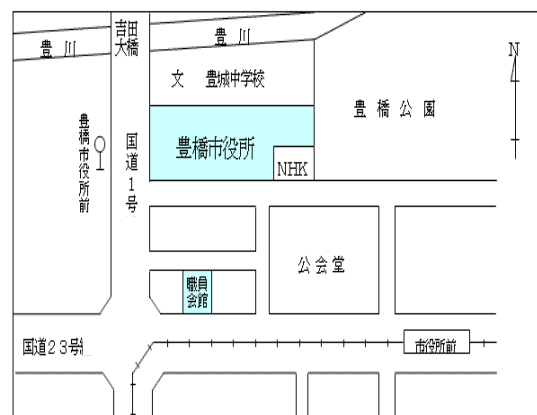 吉田
大橋
豊川
豊川
文 豊城中学校
N
豊橋公園
豊橋市役所前
国道1号
豊橋市役所
NHK
公会堂
職員
会館
国道23号
市役所前